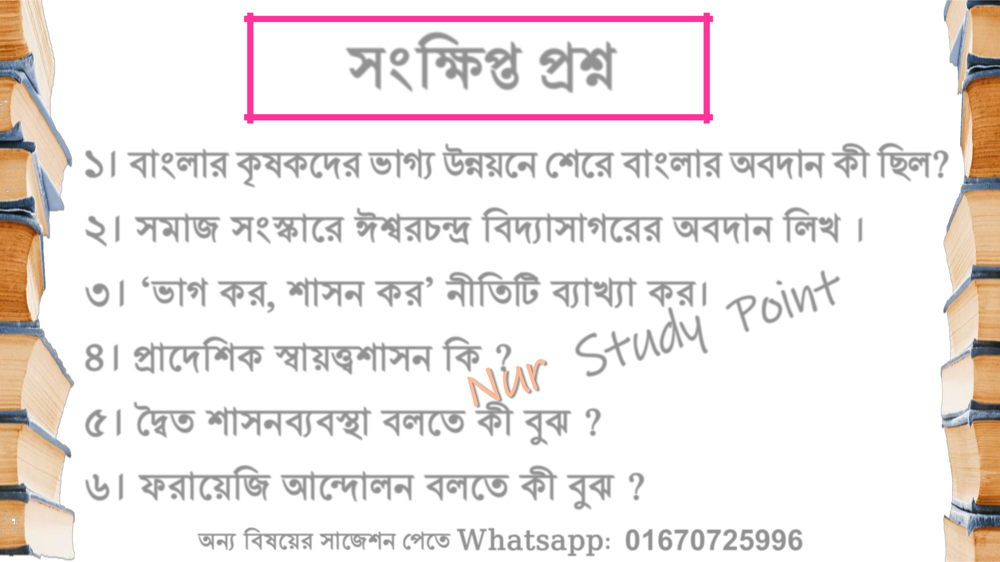 সংক্ষিপ্ত প্রশ্ন
১। বাংলার কৃষকদের ভাগ্য উন্নয়নে শেরে বাংলার অবদান কী ছিল?
২। সমাজ সংস্কারে ঈশ্বরচন্দ্র বিদ্যাসাগরের অবদান লিখ ।
৩। ‘ভাগ কর, শাসন কর’ নীতিটি ব্যাখ্যা কর।
৪। প্রাদেশিক স্বায়ত্ত্বশাসন কি ?
Nur Study Point
৫। দ্বৈত শাসনব্যবস্থা বলতে কী বুঝ ?
৬। ফরায়েজি আন্দোলন বলতে কী বুঝ ?
অন্য বিষয়ের সাজেশন পেতে Whatsapp: 01670725996